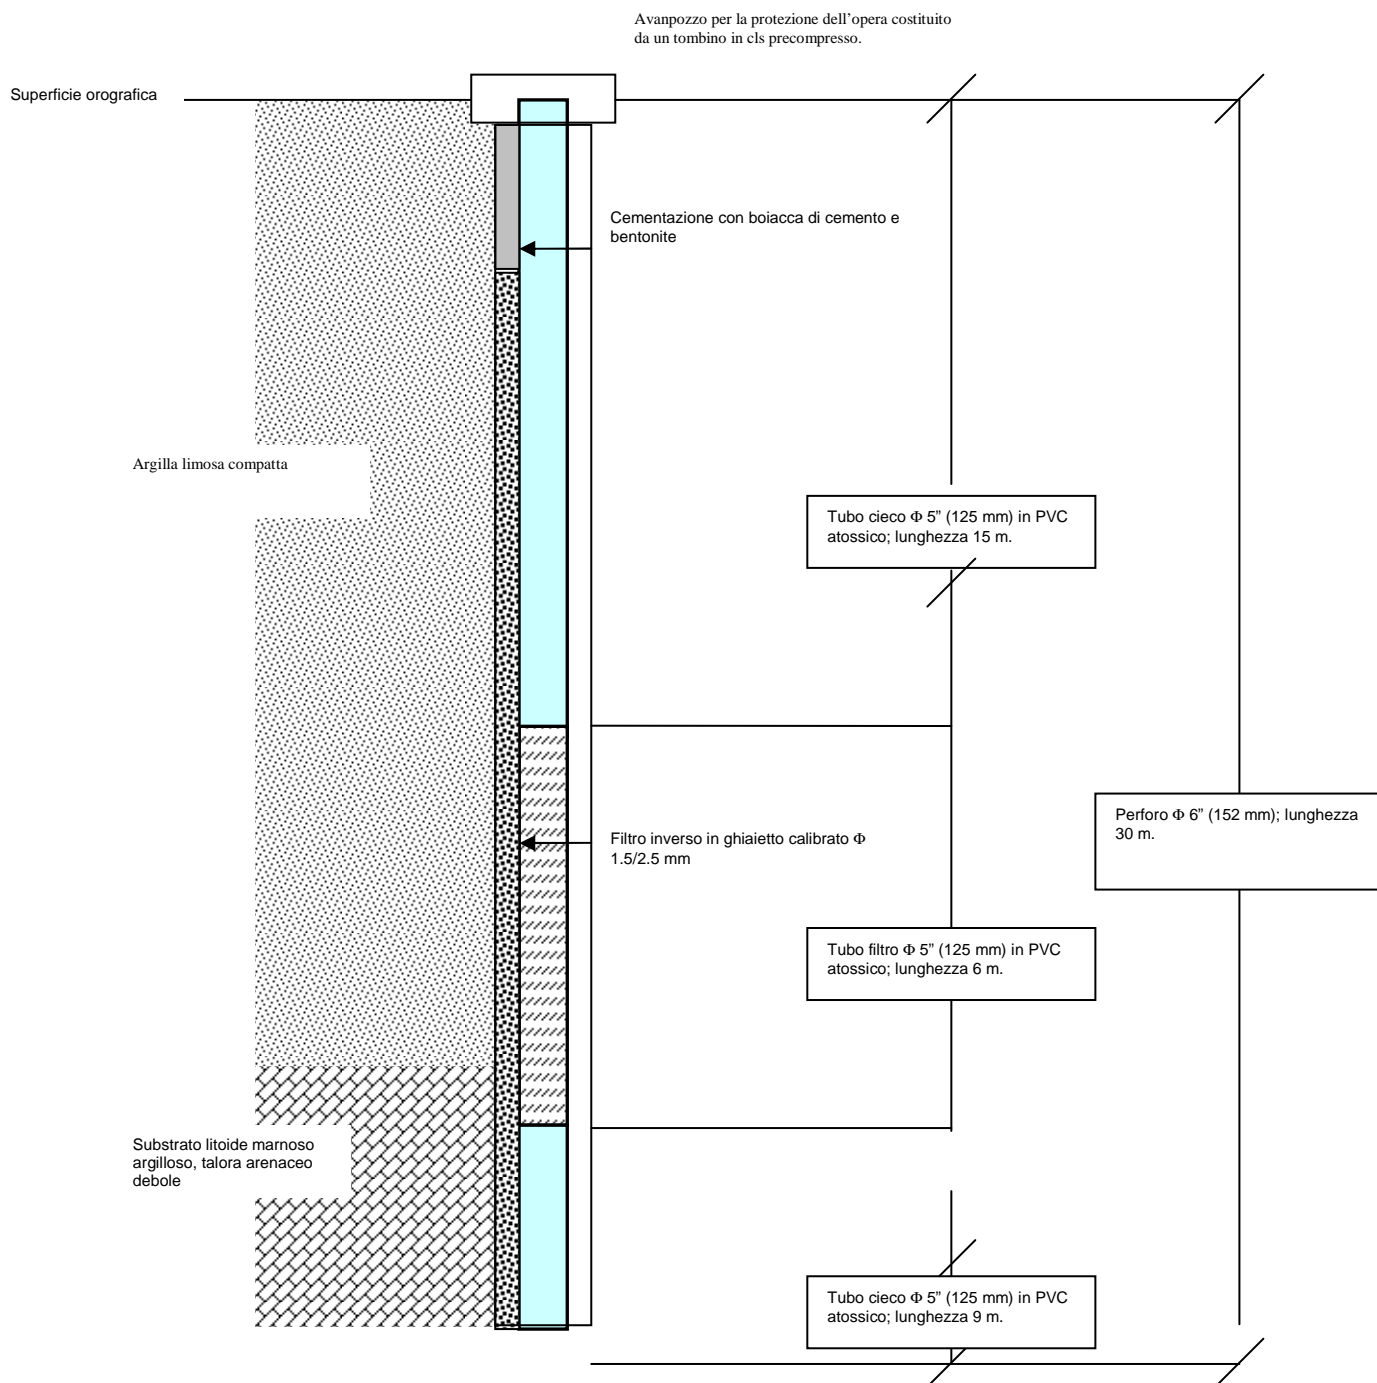 Avanpozzo per la protezione dell'opera costituito
da un tombino in cls precompresso.
Superficie orografica
Cementazione con boiacca di cemento e
bentonite
Argilla limosa compatta
Tubo cieco Φ 5” (125 mm) in PVC
atossico; lunghezza 15 m.
Perforo Φ 6” (152 mm); lunghezza
30 m.
Filtro inverso in ghiaietto calibrato Φ
1.5/2.5 mm
Tubo filtro Φ 5” (125 mm) in PVC
atossico; lunghezza 6 m.
Substrato litoide marnoso
argilloso, talora arenaceo
debole
Tubo cieco Φ 5” (125 mm) in PVC
atossico; lunghezza 9 m.